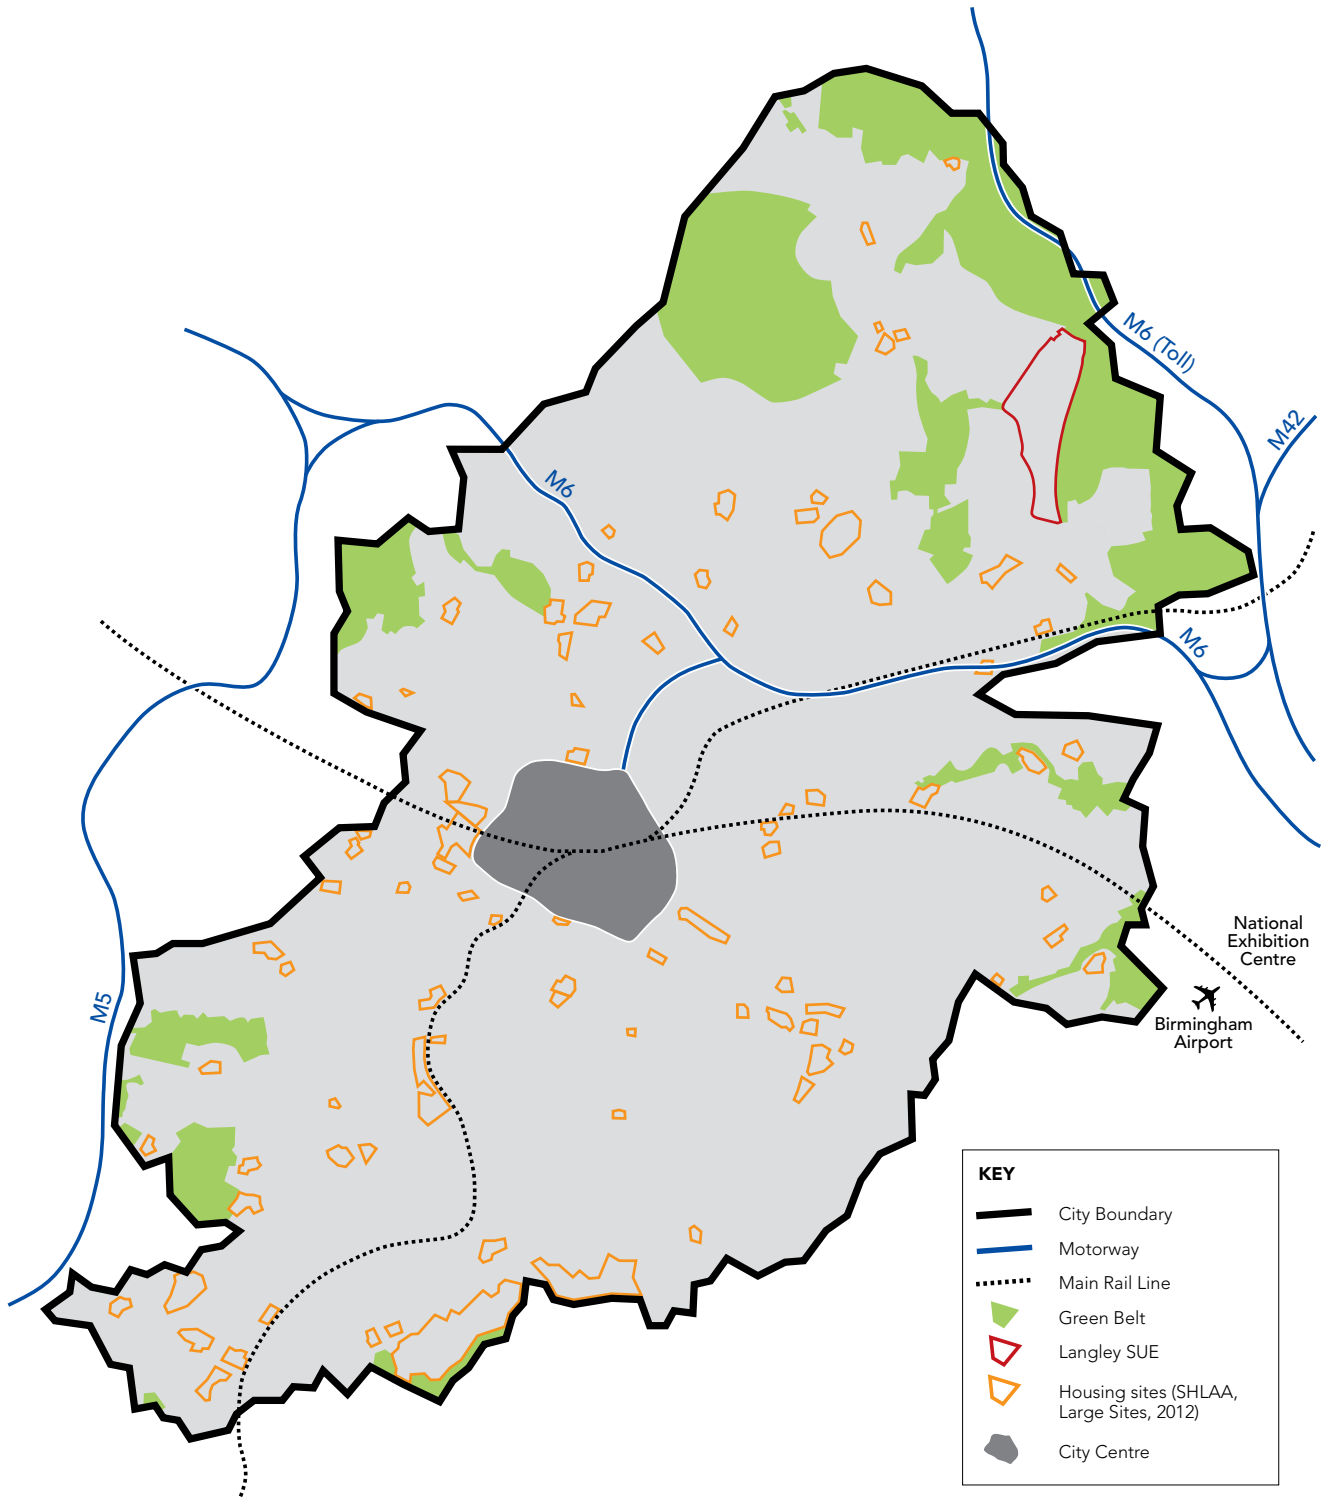 M6 (Toll)
M42
M6
M6
National
Exhibition
Centre
M5
Birmingham
Airport
KEY
City Boundary
Motorway
Main Rail Line
Green Belt
Langley SUE
Housing sites (SHLAA,
Large Sites, 2012)
City Centre